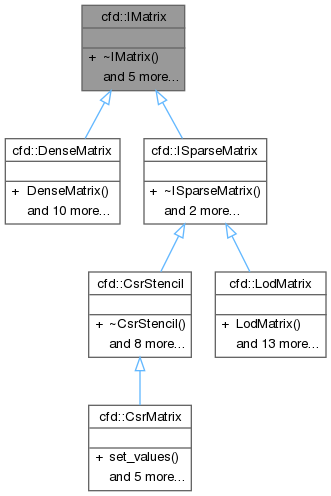 cfd::IMatrix
+ ~IMatrix()
and 5 more...
cfd::DenseMatrix
+ DenseMatrix()
and 10 more...
cfd::ISparseMatrix
+ ~ISparseMatrix()
and 2 more...
cfd::CsrStencil
+ ~CsrStencil()
and 8 more...
cfd::LodMatrix
+ LodMatrix()
and 13 more...
cfd::CsrMatrix
+ set_values()
and 5 more...